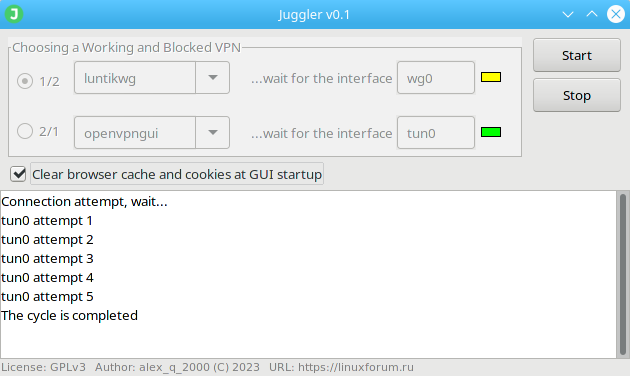 J
Juggler v0.1
Choosing a Working and Blocked VPN
1/2 luntikwg ...wait for the interface wg0
2/1 openvpngui ...wait for the interface tun0
Start
Stop
Clear browser cache and cookies at GUI startup
Connection attempt, wait...
tun0 attempt 1
tun0 attempt 2
tun0 attempt 3
tun0 attempt 4
tun0 attempt 5
The cycle is completed
License: GPLv3 Author: alex_q_2000 (C) 2023 URL: https://linuxforum.ru